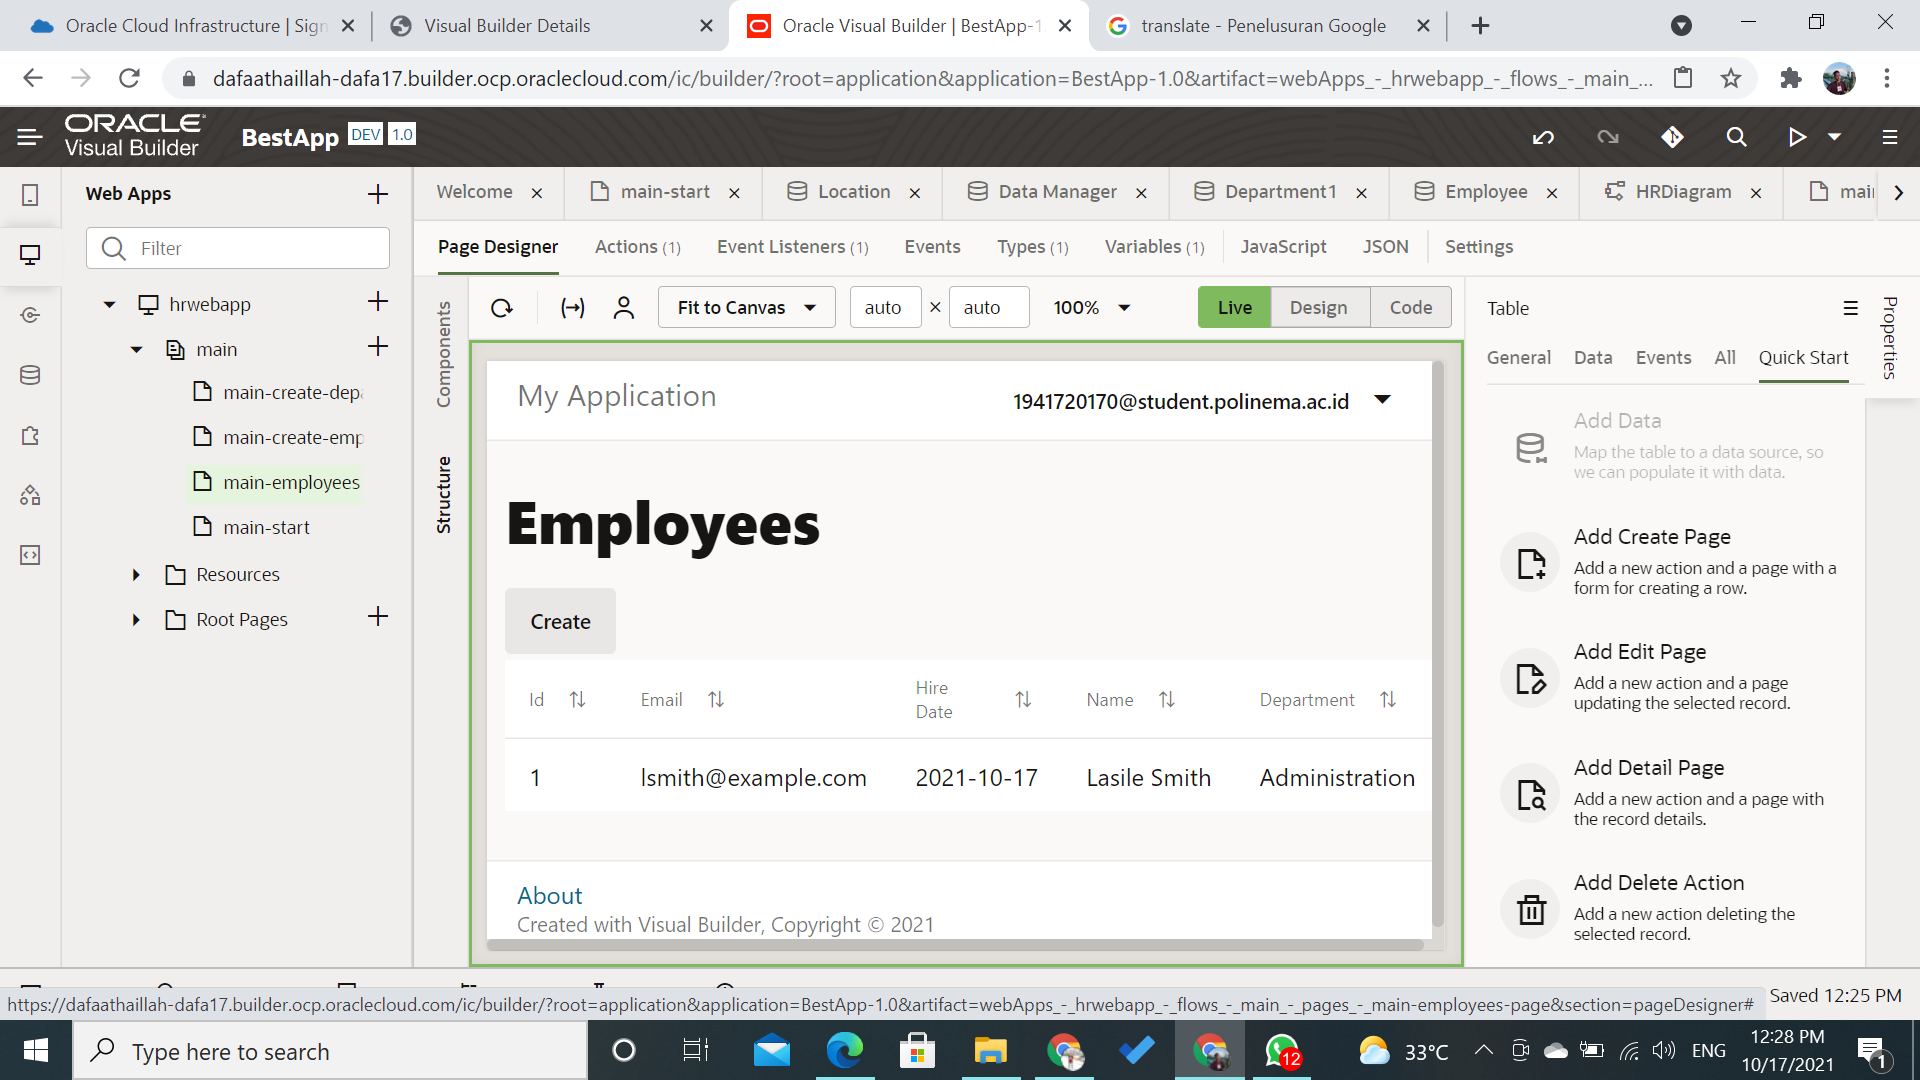 Oracle Cloud Infrastructure | Sign
Visual Builder Details
Oracle Visual Builder | BestApp-1
translate - Penelusuran Google
dafaathaillah-dafa17.builder.ocp.oraclecloud.com/ic/builder/?root=application&application=BestApp-1.0&artifact=webApps_-_hrwebapp_-_flows_-_main_-...
ORACLE
Visual Builder
BestApp DEV 1.0
Web Apps
Filter
hrwebapp
main
main-create-depa
main-create-emp
main-employees
main-start
Resources
Root Pages
Welcome
main-start
Location
Data Manager
Department1
Employee
HRDiagram
main
Page Designer
Actions (1)
Event Listeners (1)
Events
Types (1)
Variables (1)
JavaScript
JSON
Settings
Components
Structure
Fit to Canvas
auto × auto
100%
Live
Design
Code
My Application
1941720170@student.polinema.ac.id
Employees
Create
Id Email Hire Date Name Department
1 lsmith@example.com 2021-10-17 Lasile Smith Administration
About
Created with Visual Builder, Copyright © 2021
Table
Properties
General Data Events All Quick Start
Add Data
Map the table to a data source, so
we can populate it with data.
Add Create Page
Add a new action and a page with a
form for creating a row.
Add Edit Page
Add a new action and a page
updating the selected record.
Add Detail Page
Add a new action and a page with
the record details.
Add Delete Action
Add a new action deleting the
selected record.
https://dafaathaillah-dafa17.builder.ocp.oraclecloud.com/ic/builder/?root=application&application=BestApp-1.0&artifact=webApps_-_hrwebapp_-_flows_-_main_-_pages_-_main-employees-page&section=pageDesigner#
Saved 12:25 PM
Type here to search
12
33°C
ENG
12:28 PM
10/17/2021
1